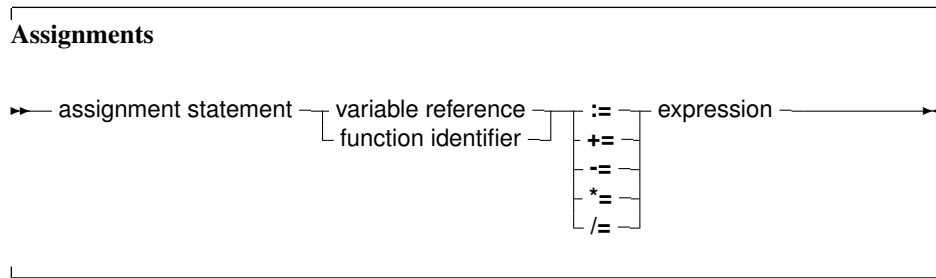 Assignments
assignment statement variable reference := expression
function identifier +=
-=
*=
/=